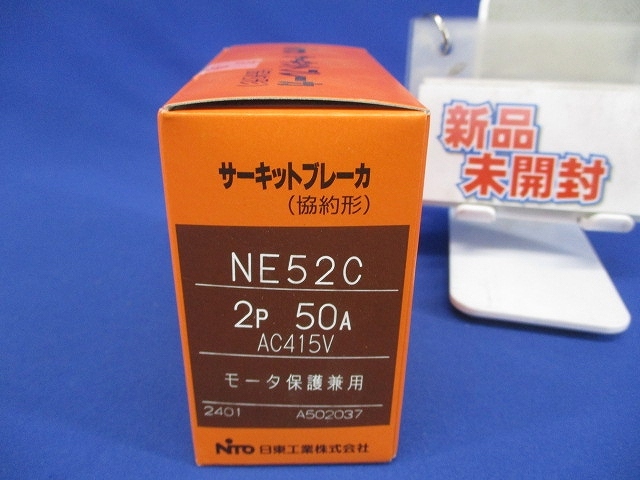 サーキットブレーカ
(協約形)
NE52C
2P 50A
AC415V
モータ保護兼用
2401 A502037
NITO 日東工業株式会社
新品
未開封